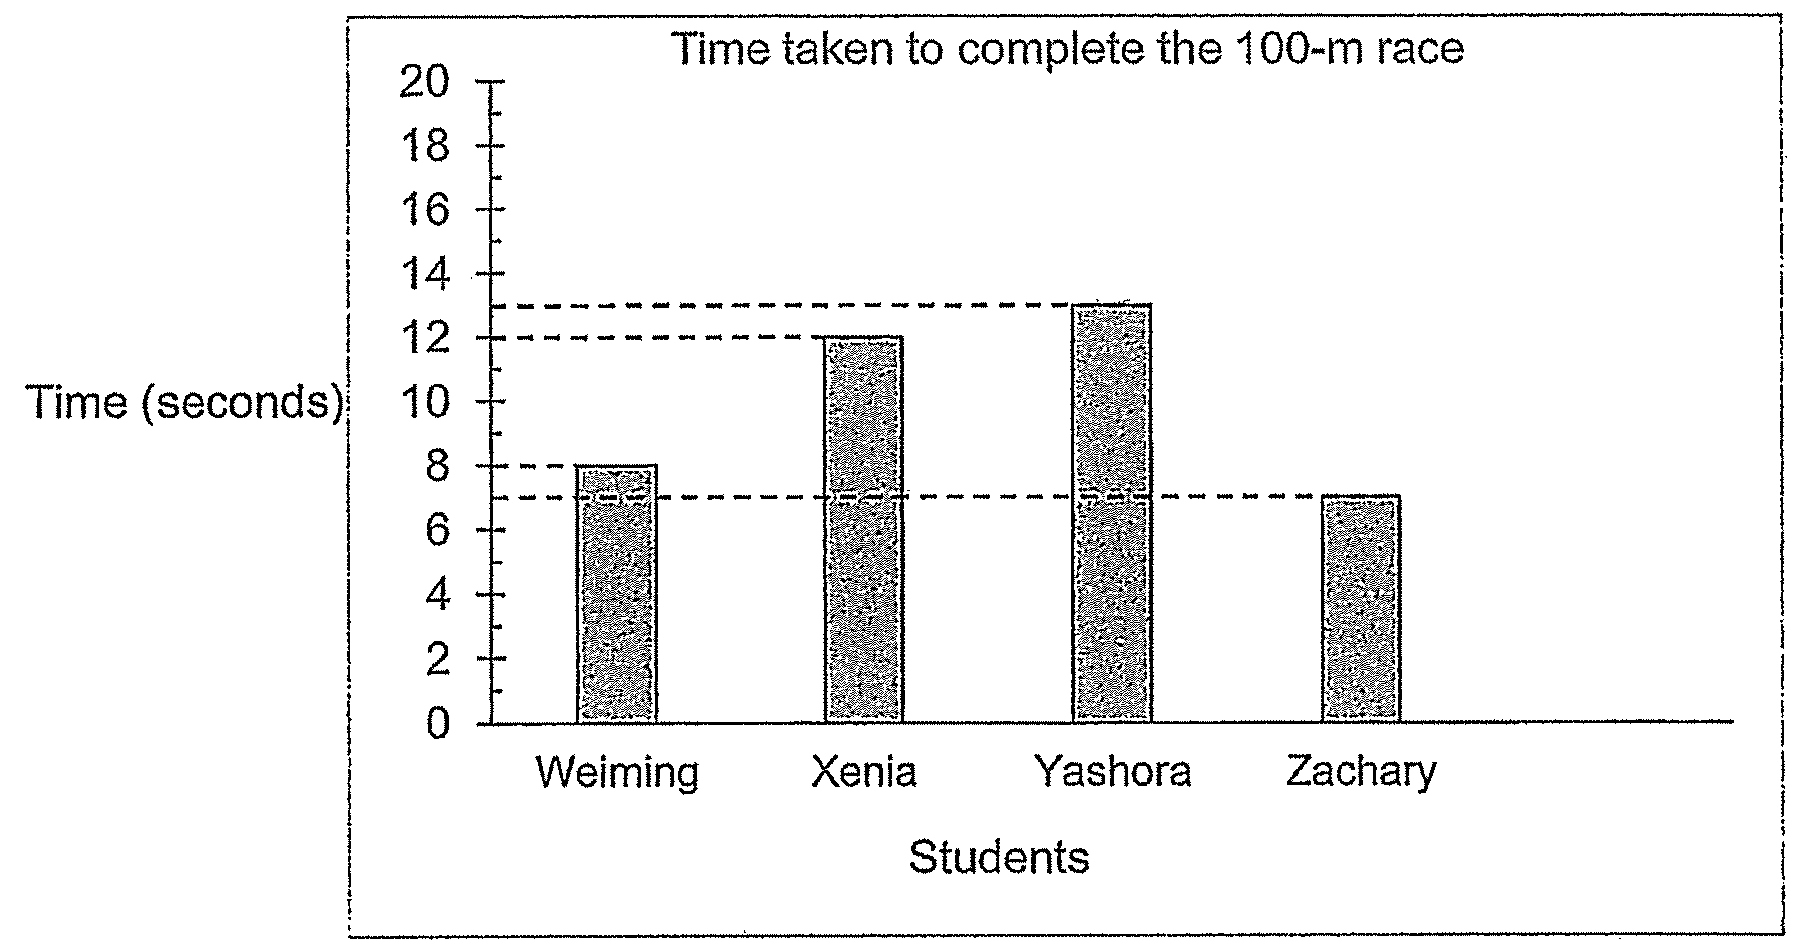 Time taken to complete the 100-m race
20
18
16
14
12
10
8
6
4
2
0
Time (seconds)
Weiming Xenia Yashora Zachary
Students